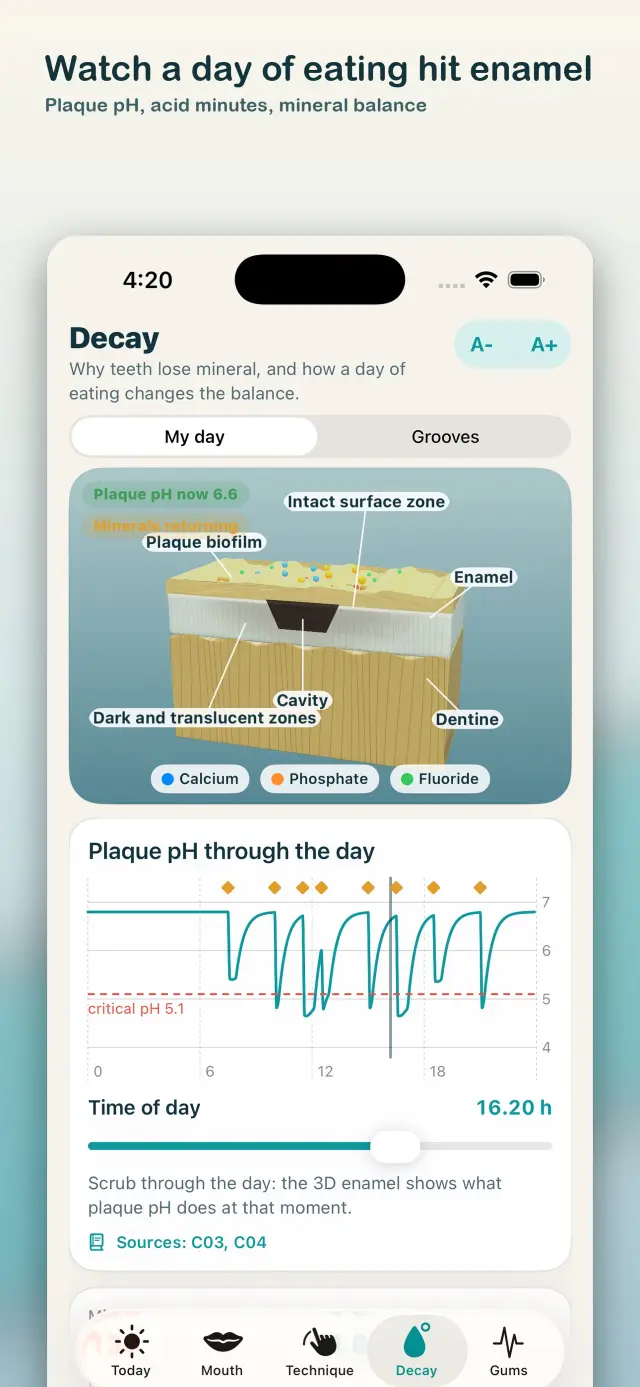 Watch a day of eating hit enamel
Plaque pH, acid minutes, mineral balance
4:20
Decay
A- A+
Why teeth lose mineral, and how a day of
eating changes the balance.
My day Grooves
Plaque pH now 6.6
Intact surface zone
Minerals returning
Plaque biofilm
Enamel
Cavity
Dark and translucent zones
Dentine
Calcium Phosphate Fluoride
Plaque pH through the day
7
6
5
critical pH 5.1
4
0 6 12 18
Time of day 16.20 h
Scrub through the day: the 3D enamel shows what
plaque pH does at that moment.
Sources: C03, C04
Today Mouth Technique Decay Gums